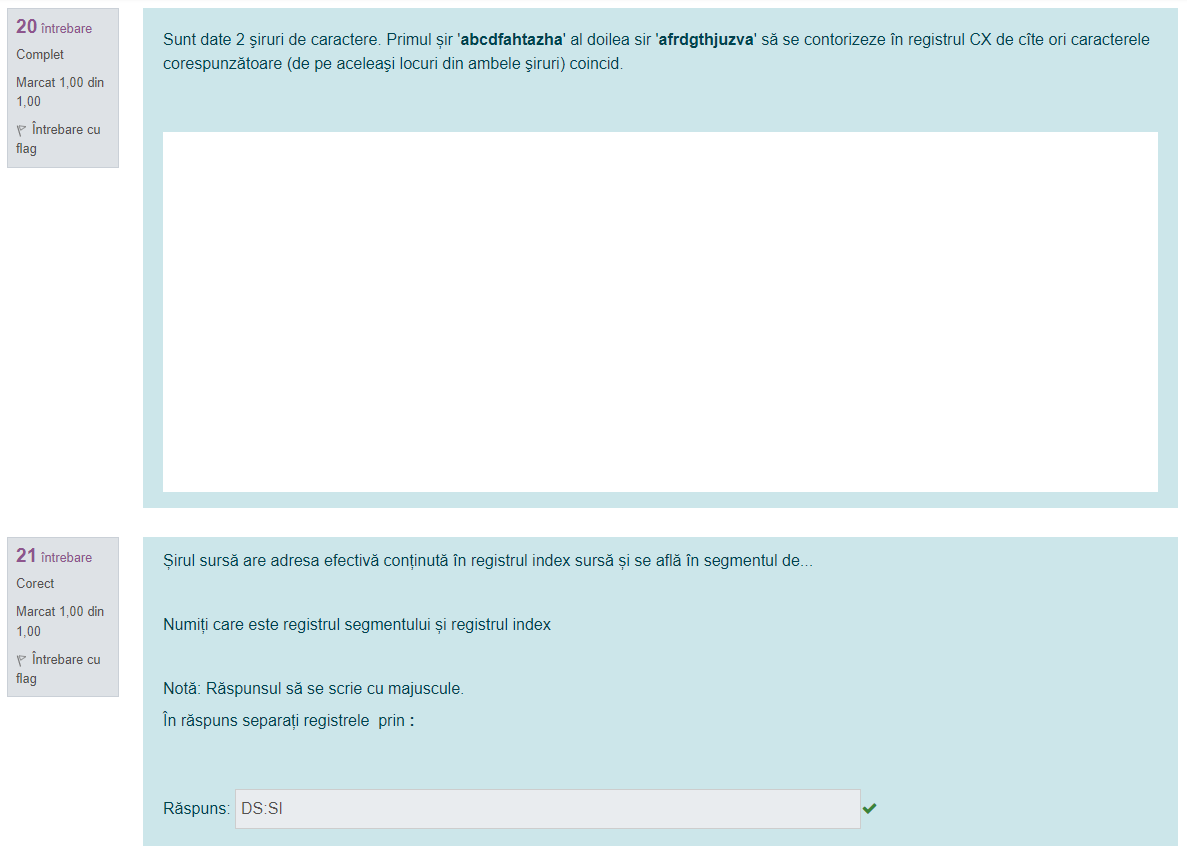 20 întrebare
Complet
Marcat 1,00 din
1,00
Întrebare cu
flag
Sunt date 2 şiruri de caractere. Primul șir 'abcdfahtazha' al doilea sir 'afrdgthjuzva' să se contorizeze în registrul CX de cîte ori caracterele
corespunzătoare (de pe aceleaşi locuri din ambele şiruri) coincid.
21 întrebare
Corect
Marcat 1,00 din
1,00
Întrebare cu
flag
Șirul sursă are adresa efectivă conținută în registrul index sursă și se află în segmentul de...
Numiți care este registrul segmentului și registrul index
Notă: Răspunsul să se scrie cu majuscule.
În răspuns separați registrele  prin :
Răspuns: DS:SI